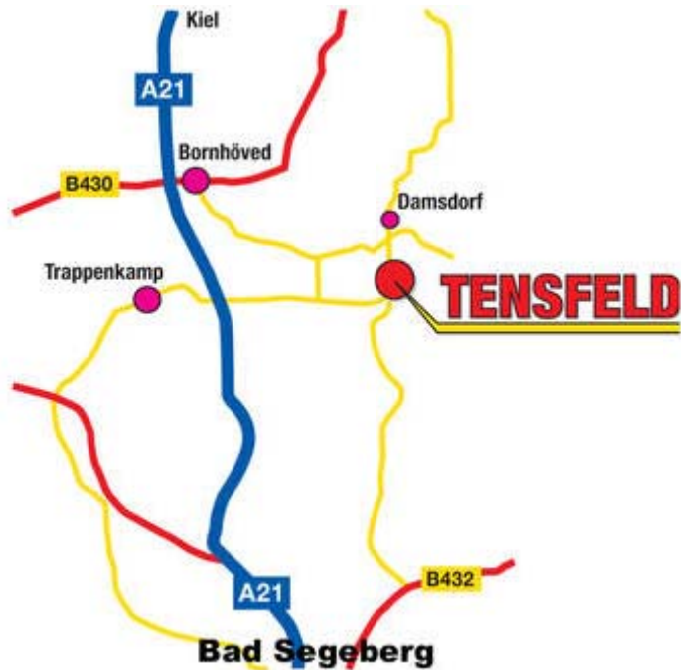 Kiel
A21
Bornhöved
B430
Damsdorf
Trappenkamp
TENSFELD
B432
A21
Bad Segeberg